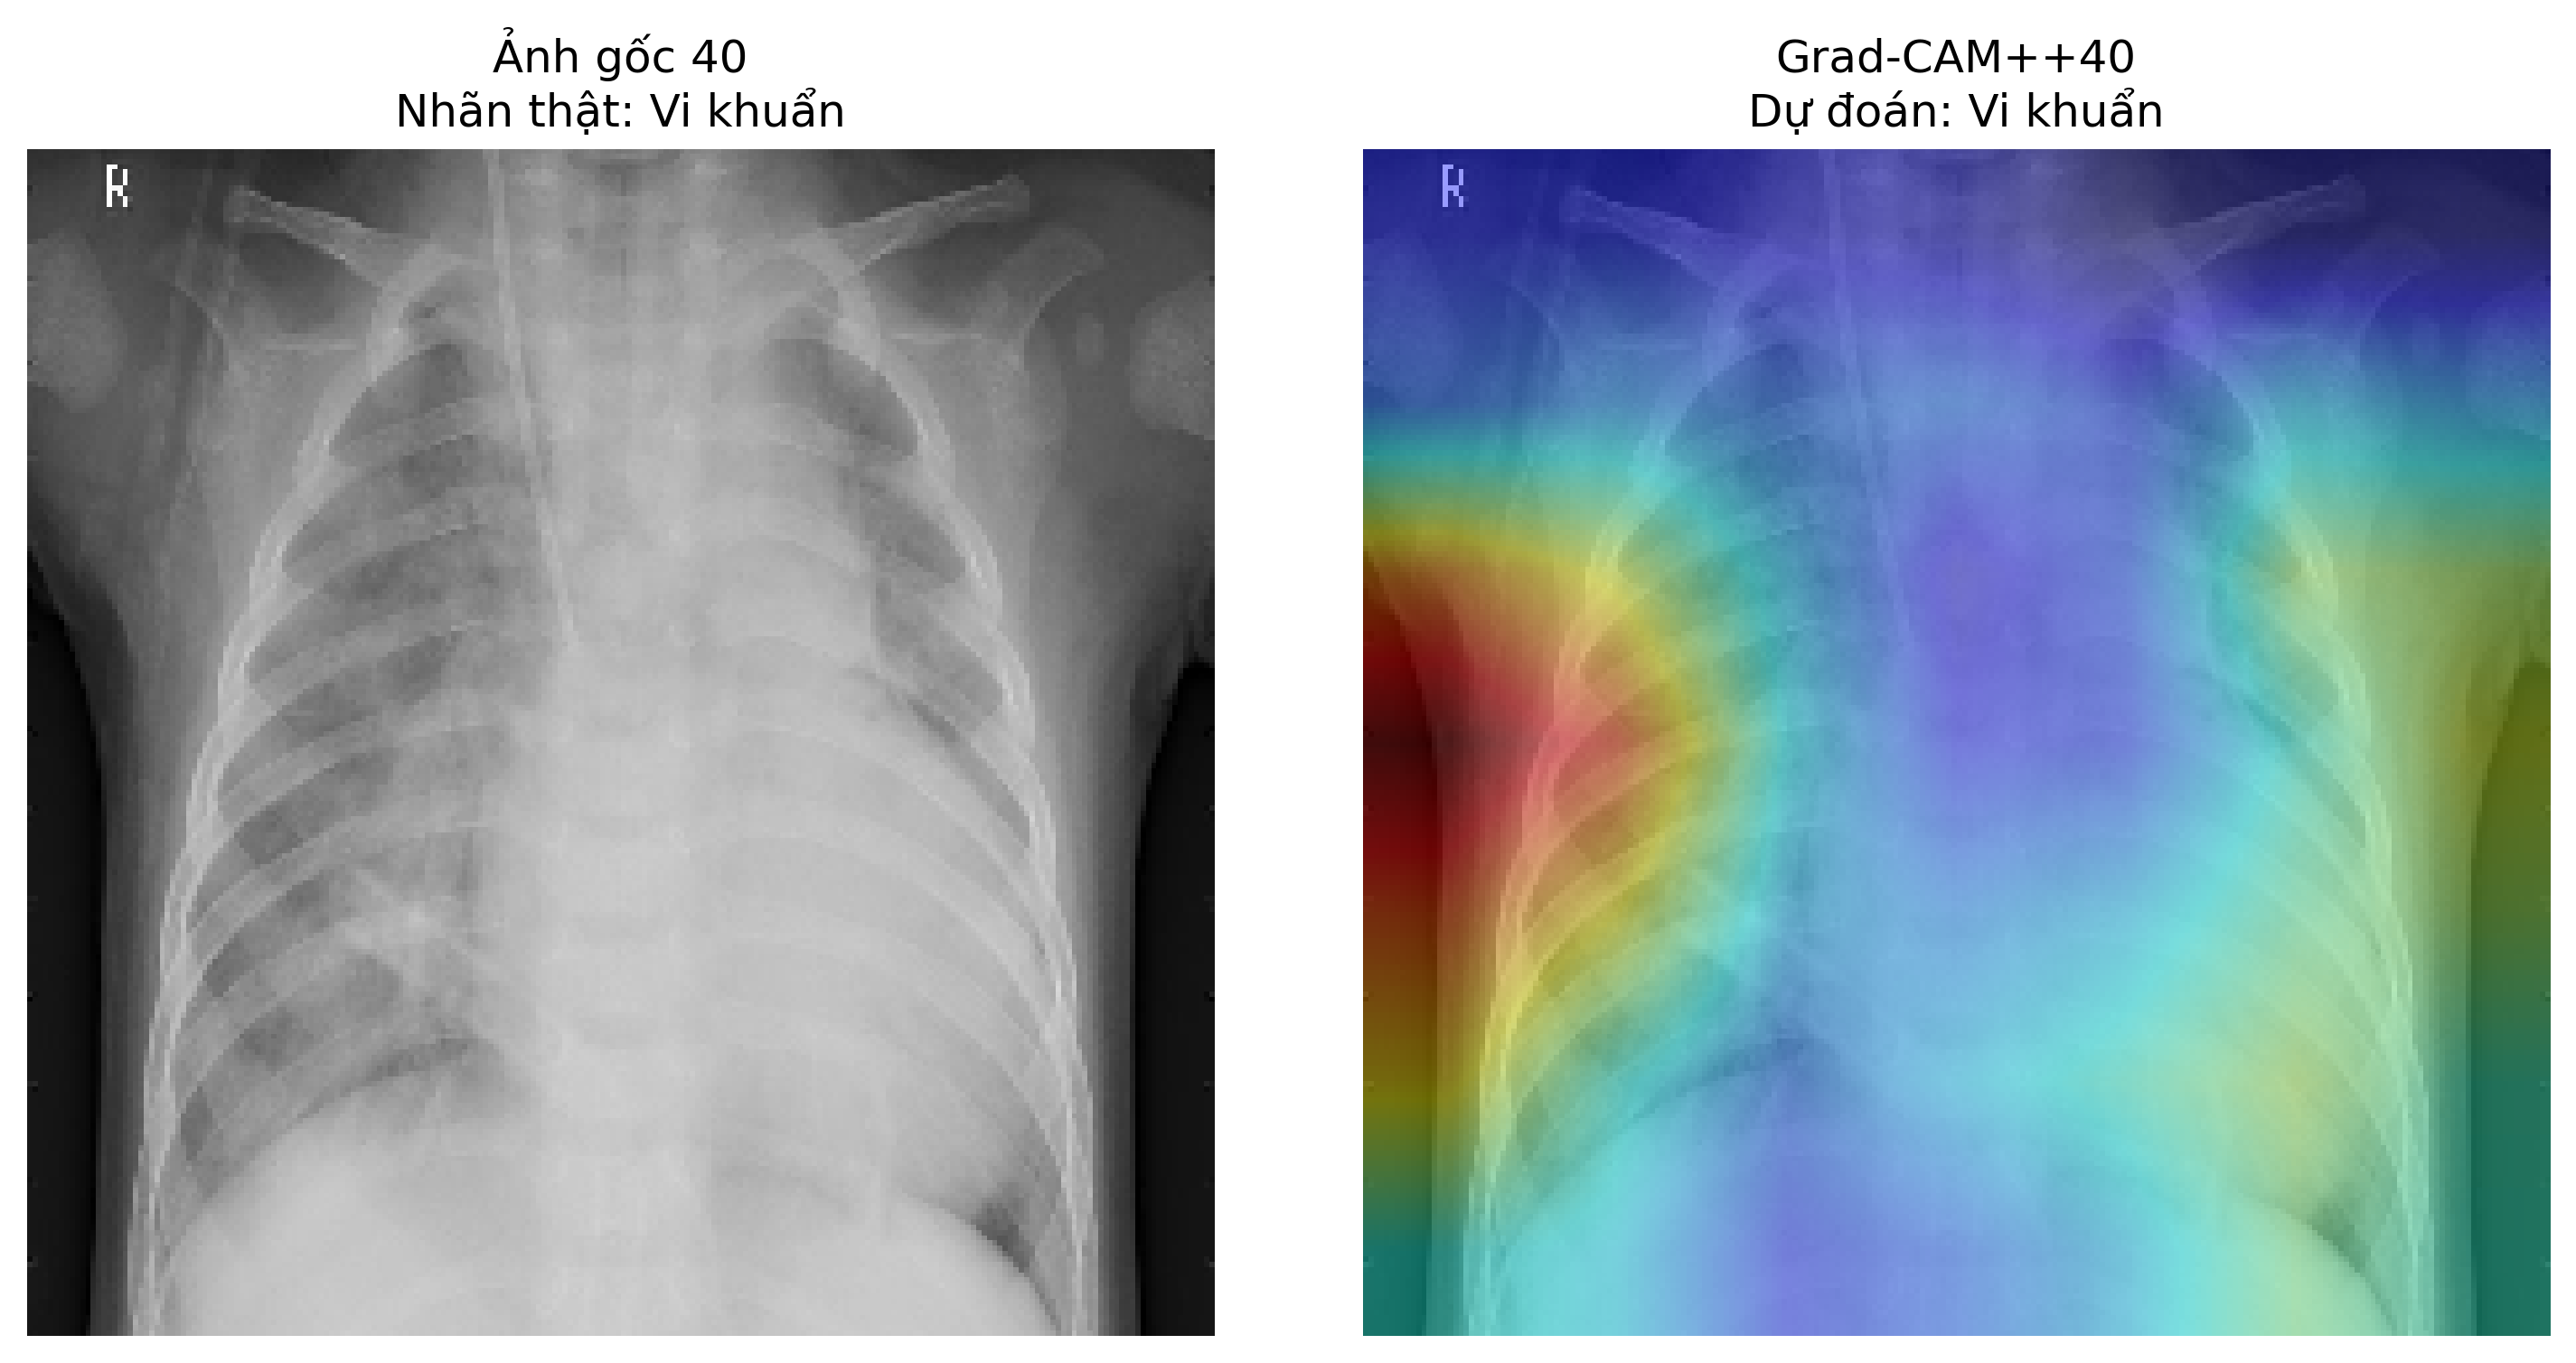 Ảnh gốc 40
Nhãn thật: Vi khuẩn
Grad-CAM++40
Dự đoán: Vi khuẩn
R
R